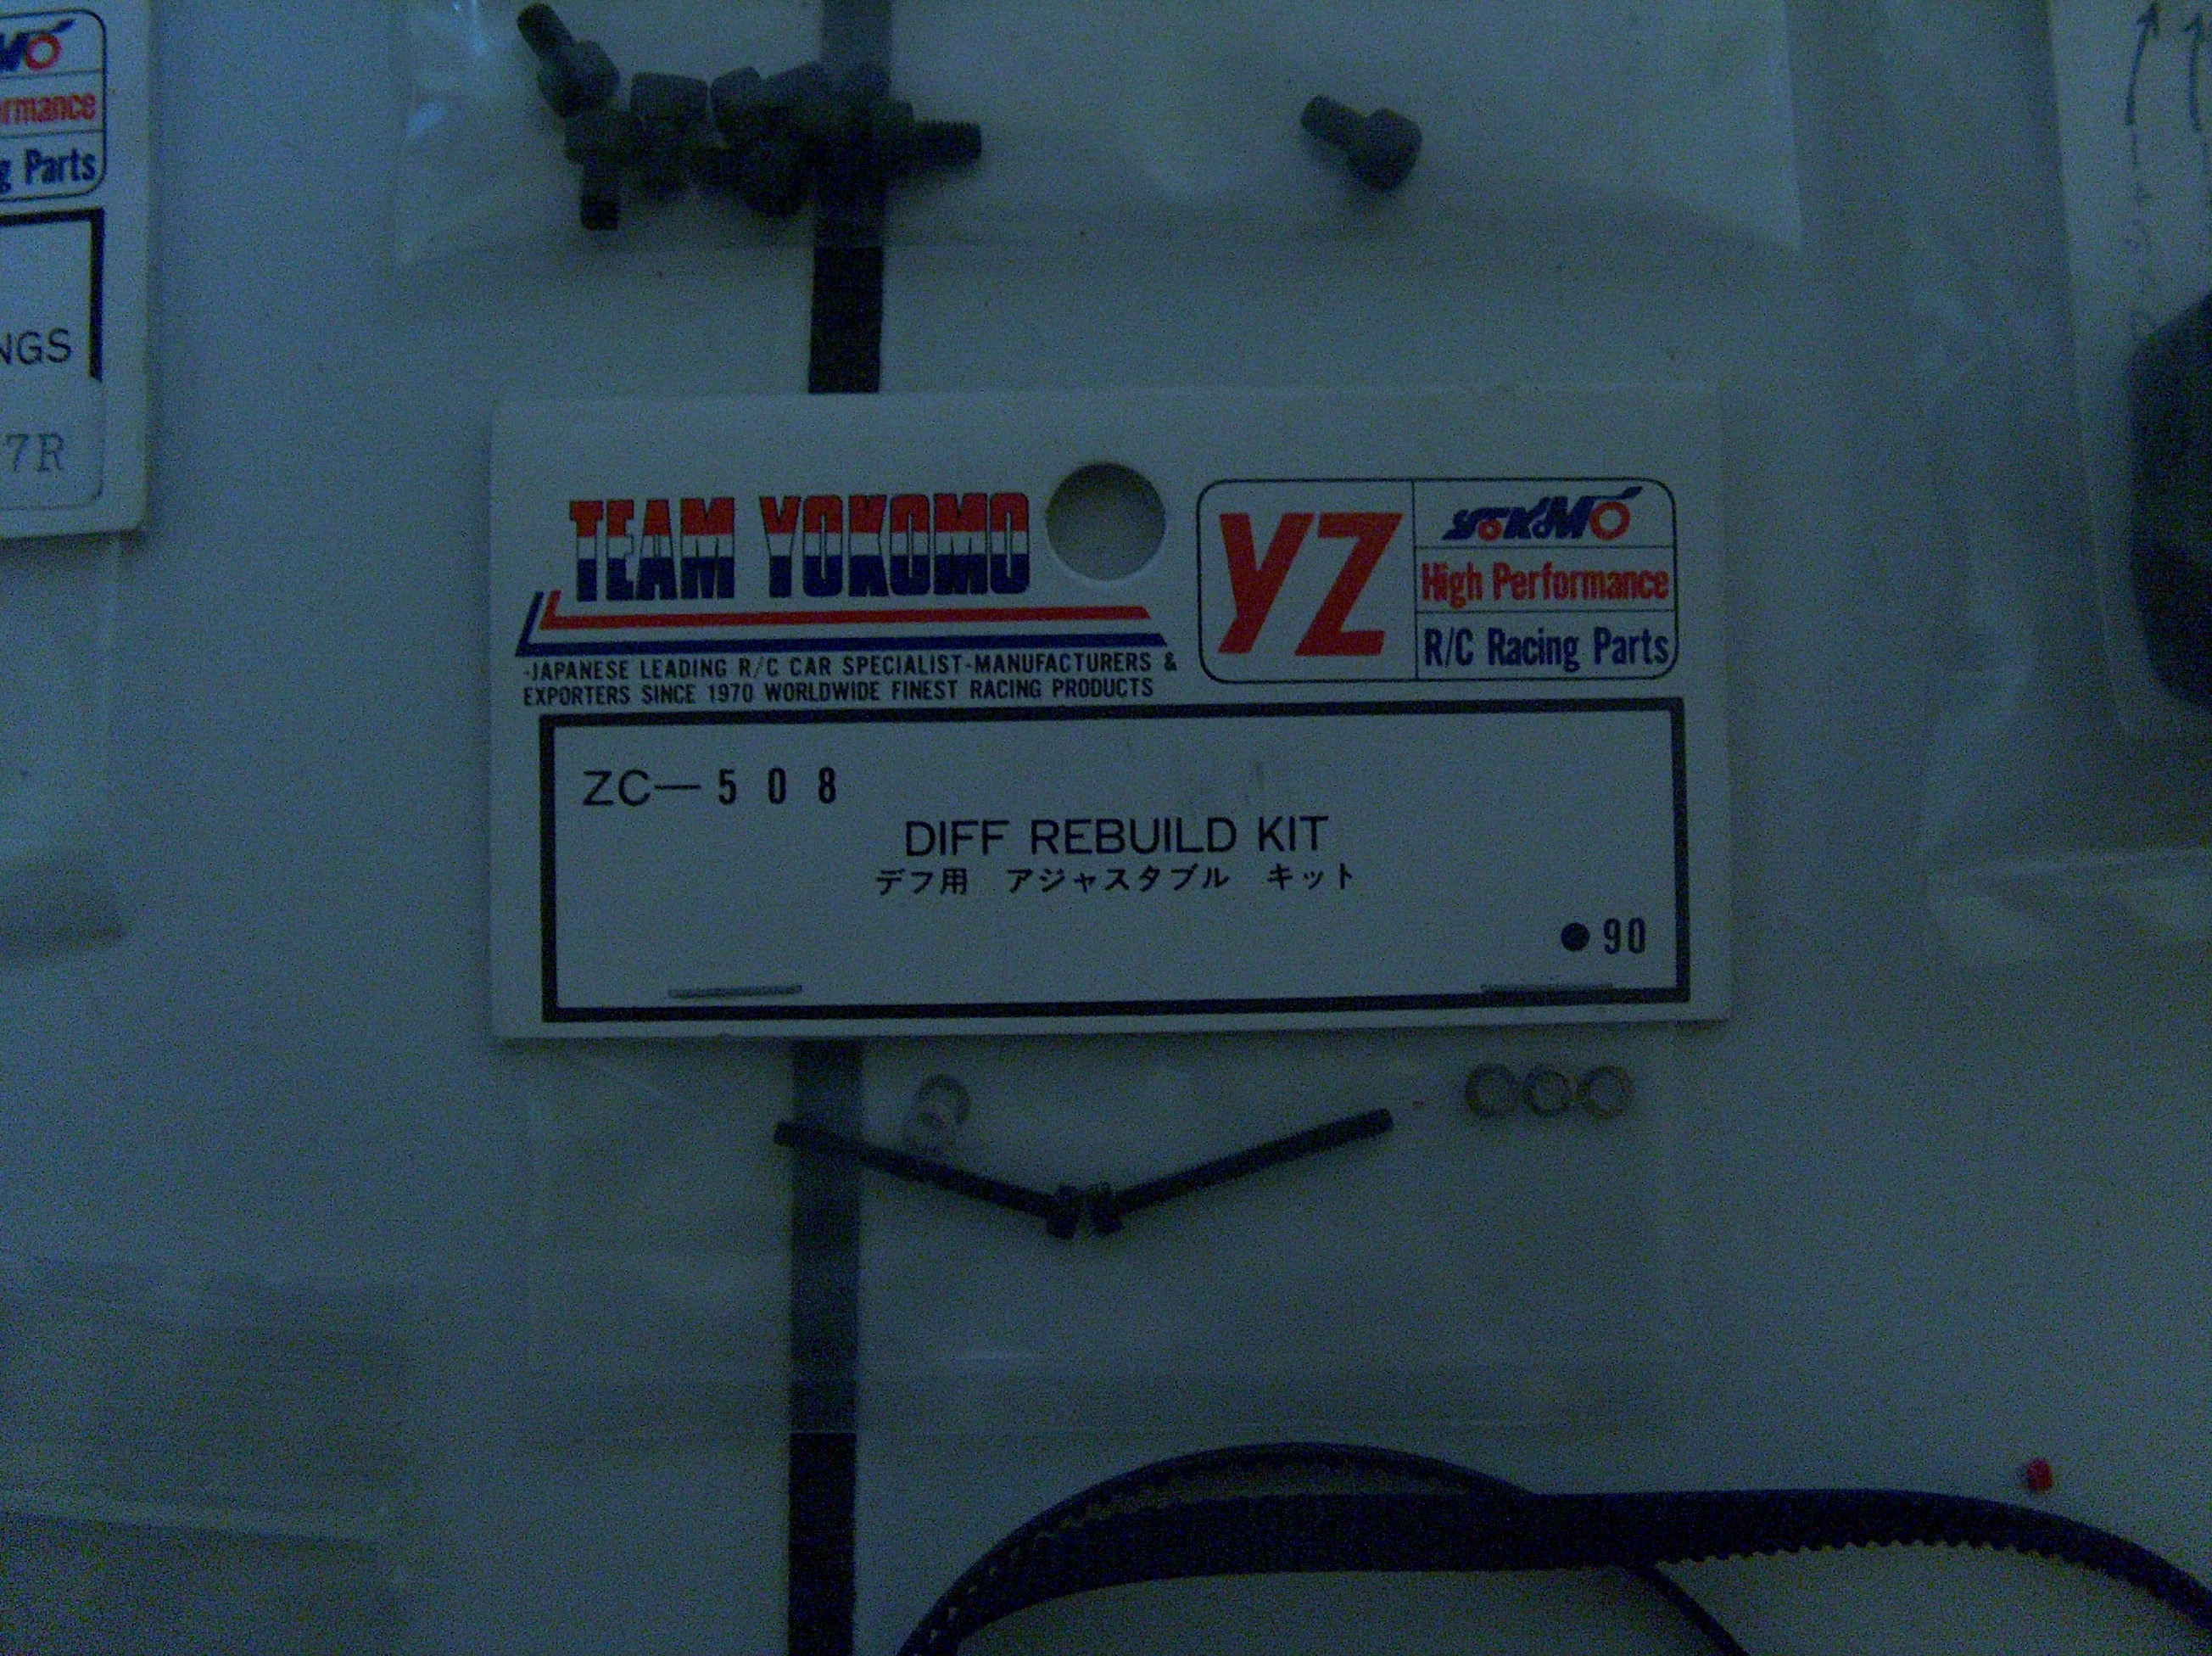 TEAM YOKOMO
-JAPANESE LEADING R/C CAR SPECIALIST-MANUFACTURERS &
EXPORTERS SINCE 1970 WORLDWIDE FINEST RACING PRODUCTS
YZ
YOKOMO
High Performance
R/C Racing Parts
ZC—508
DIFF REBUILD KIT
デフ用 アジャスタブル キット
●90
Parts
7R